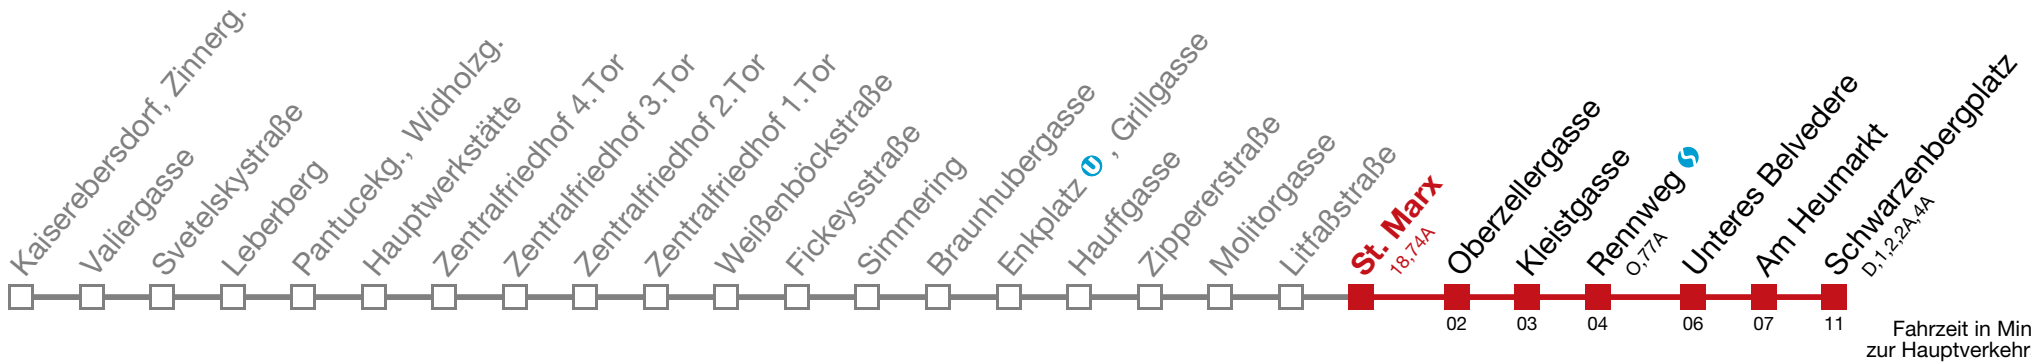 Kaiserebersdorf, Zinnerg.
Valiergasse
Svetelskystraße
Leberberg
Pantucekg., Widholzg.
Hauptwerkstätte
Zentralfriedhof 4.Tor
Zentralfriedhof 3.Tor
Zentralfriedhof 2.Tor
Zentralfriedhof 1.Tor
Weißenböckstraße
Fickeysstraße
Simmering
Braunhubergasse
Enkplatz U , Grillgasse
Hauffgasse
Zippererstraße
Molitorgasse
Litfaßstraße
St. Marx
18,74A
Oberzellergasse
Kleistgasse
Rennweg S
O,77A
Unteres Belvedere
Am Heumarkt
Schwarzenbergplatz
D,1,2,2A,4A
02 03 04 06 07 11
Fahrzeit in Min
zur Hauptverkehr